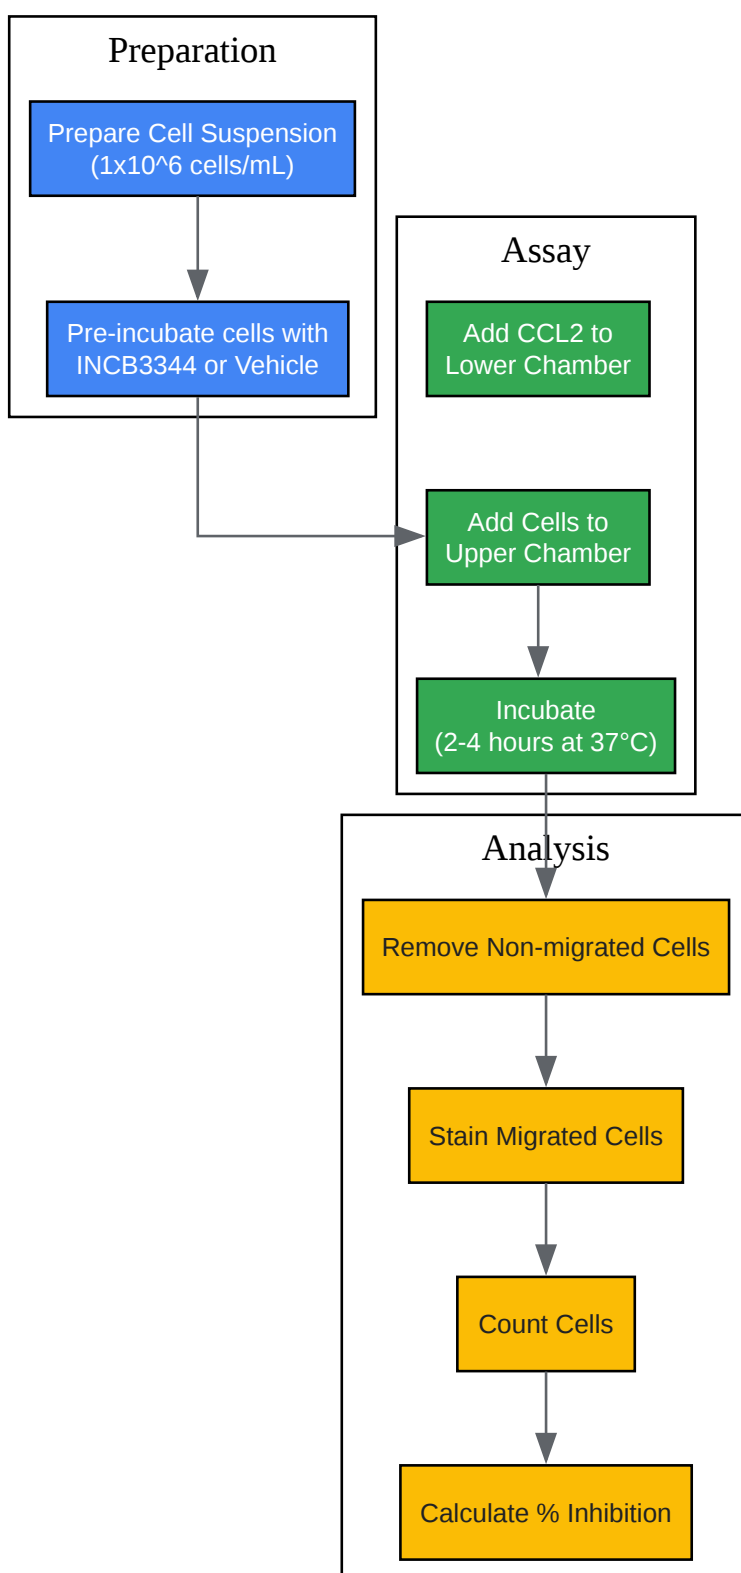 Preparation
Prepare Cell Suspension
(1x10^6 cells/mL)
Pre-incubate cells with
INCB3344 or Vehicle
Assay
Add CCL2 to
Lower Chamber
Add Cells to
Upper Chamber
Incubate
(2-4 hours at 37°C)
Analysis
Remove Non-migrated Cells
Stain Migrated Cells
Count Cells
Calculate % Inhibition